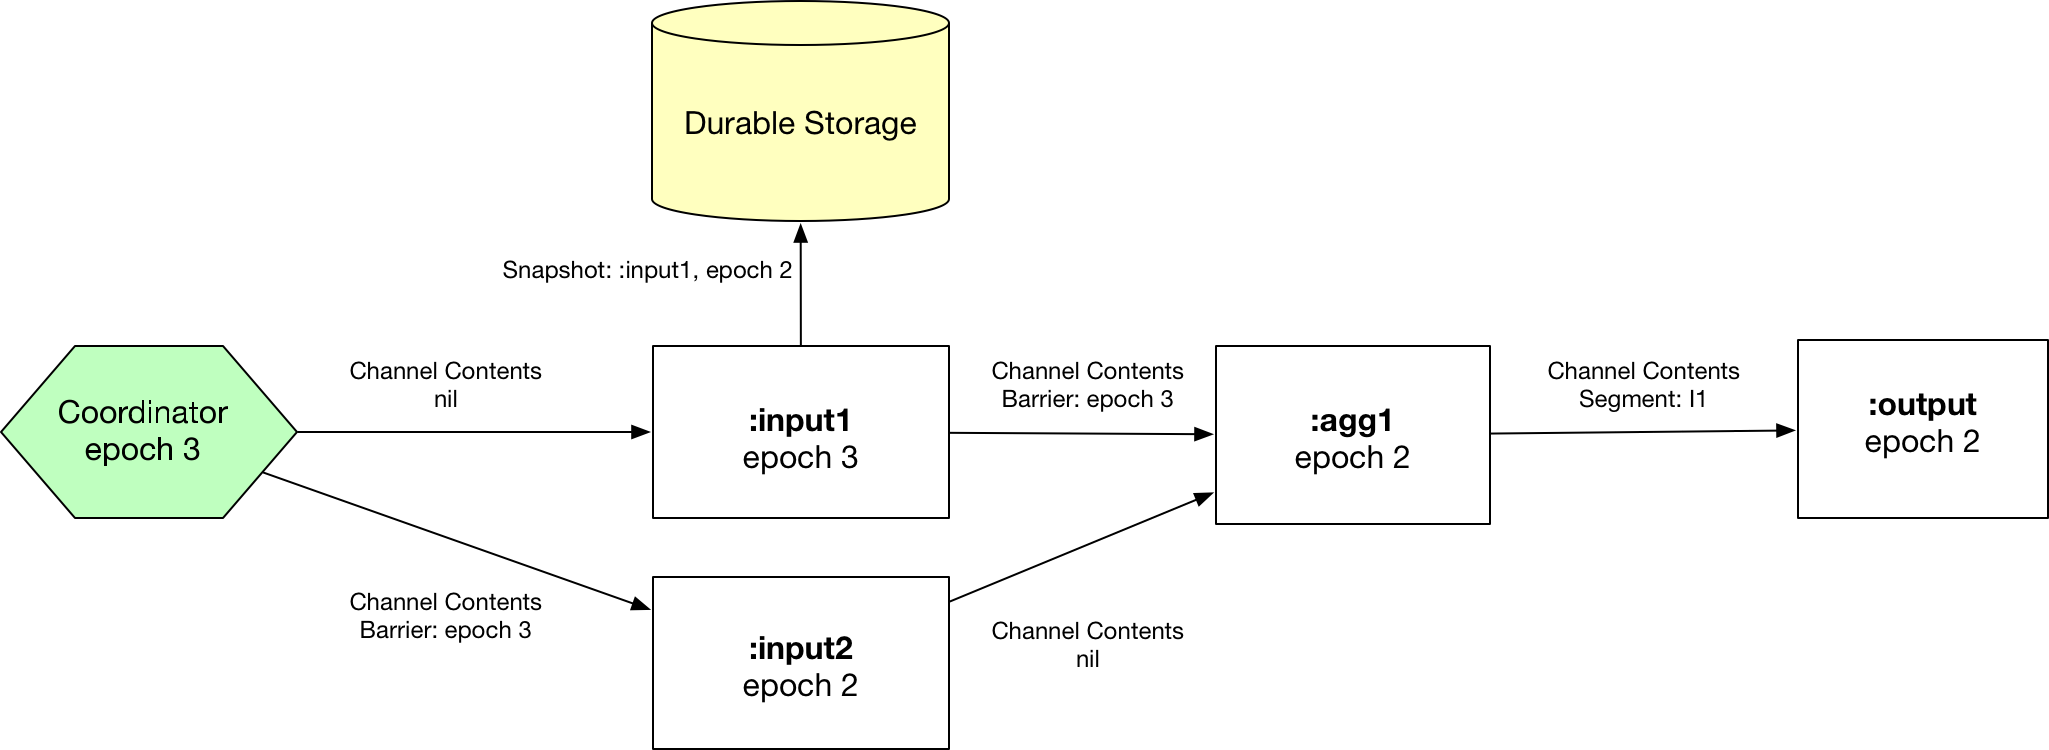 Durable Storage
Snapshot: :input1, epoch 2
Coordinator
epoch 3
Channel Contents
nil
:input1
epoch 3
Channel Contents
Barrier: epoch 3
:agg1
epoch 2
Channel Contents
Segment: I1
:output
epoch 2
Channel Contents
Barrier: epoch 3
:input2
epoch 2
Channel Contents
nil